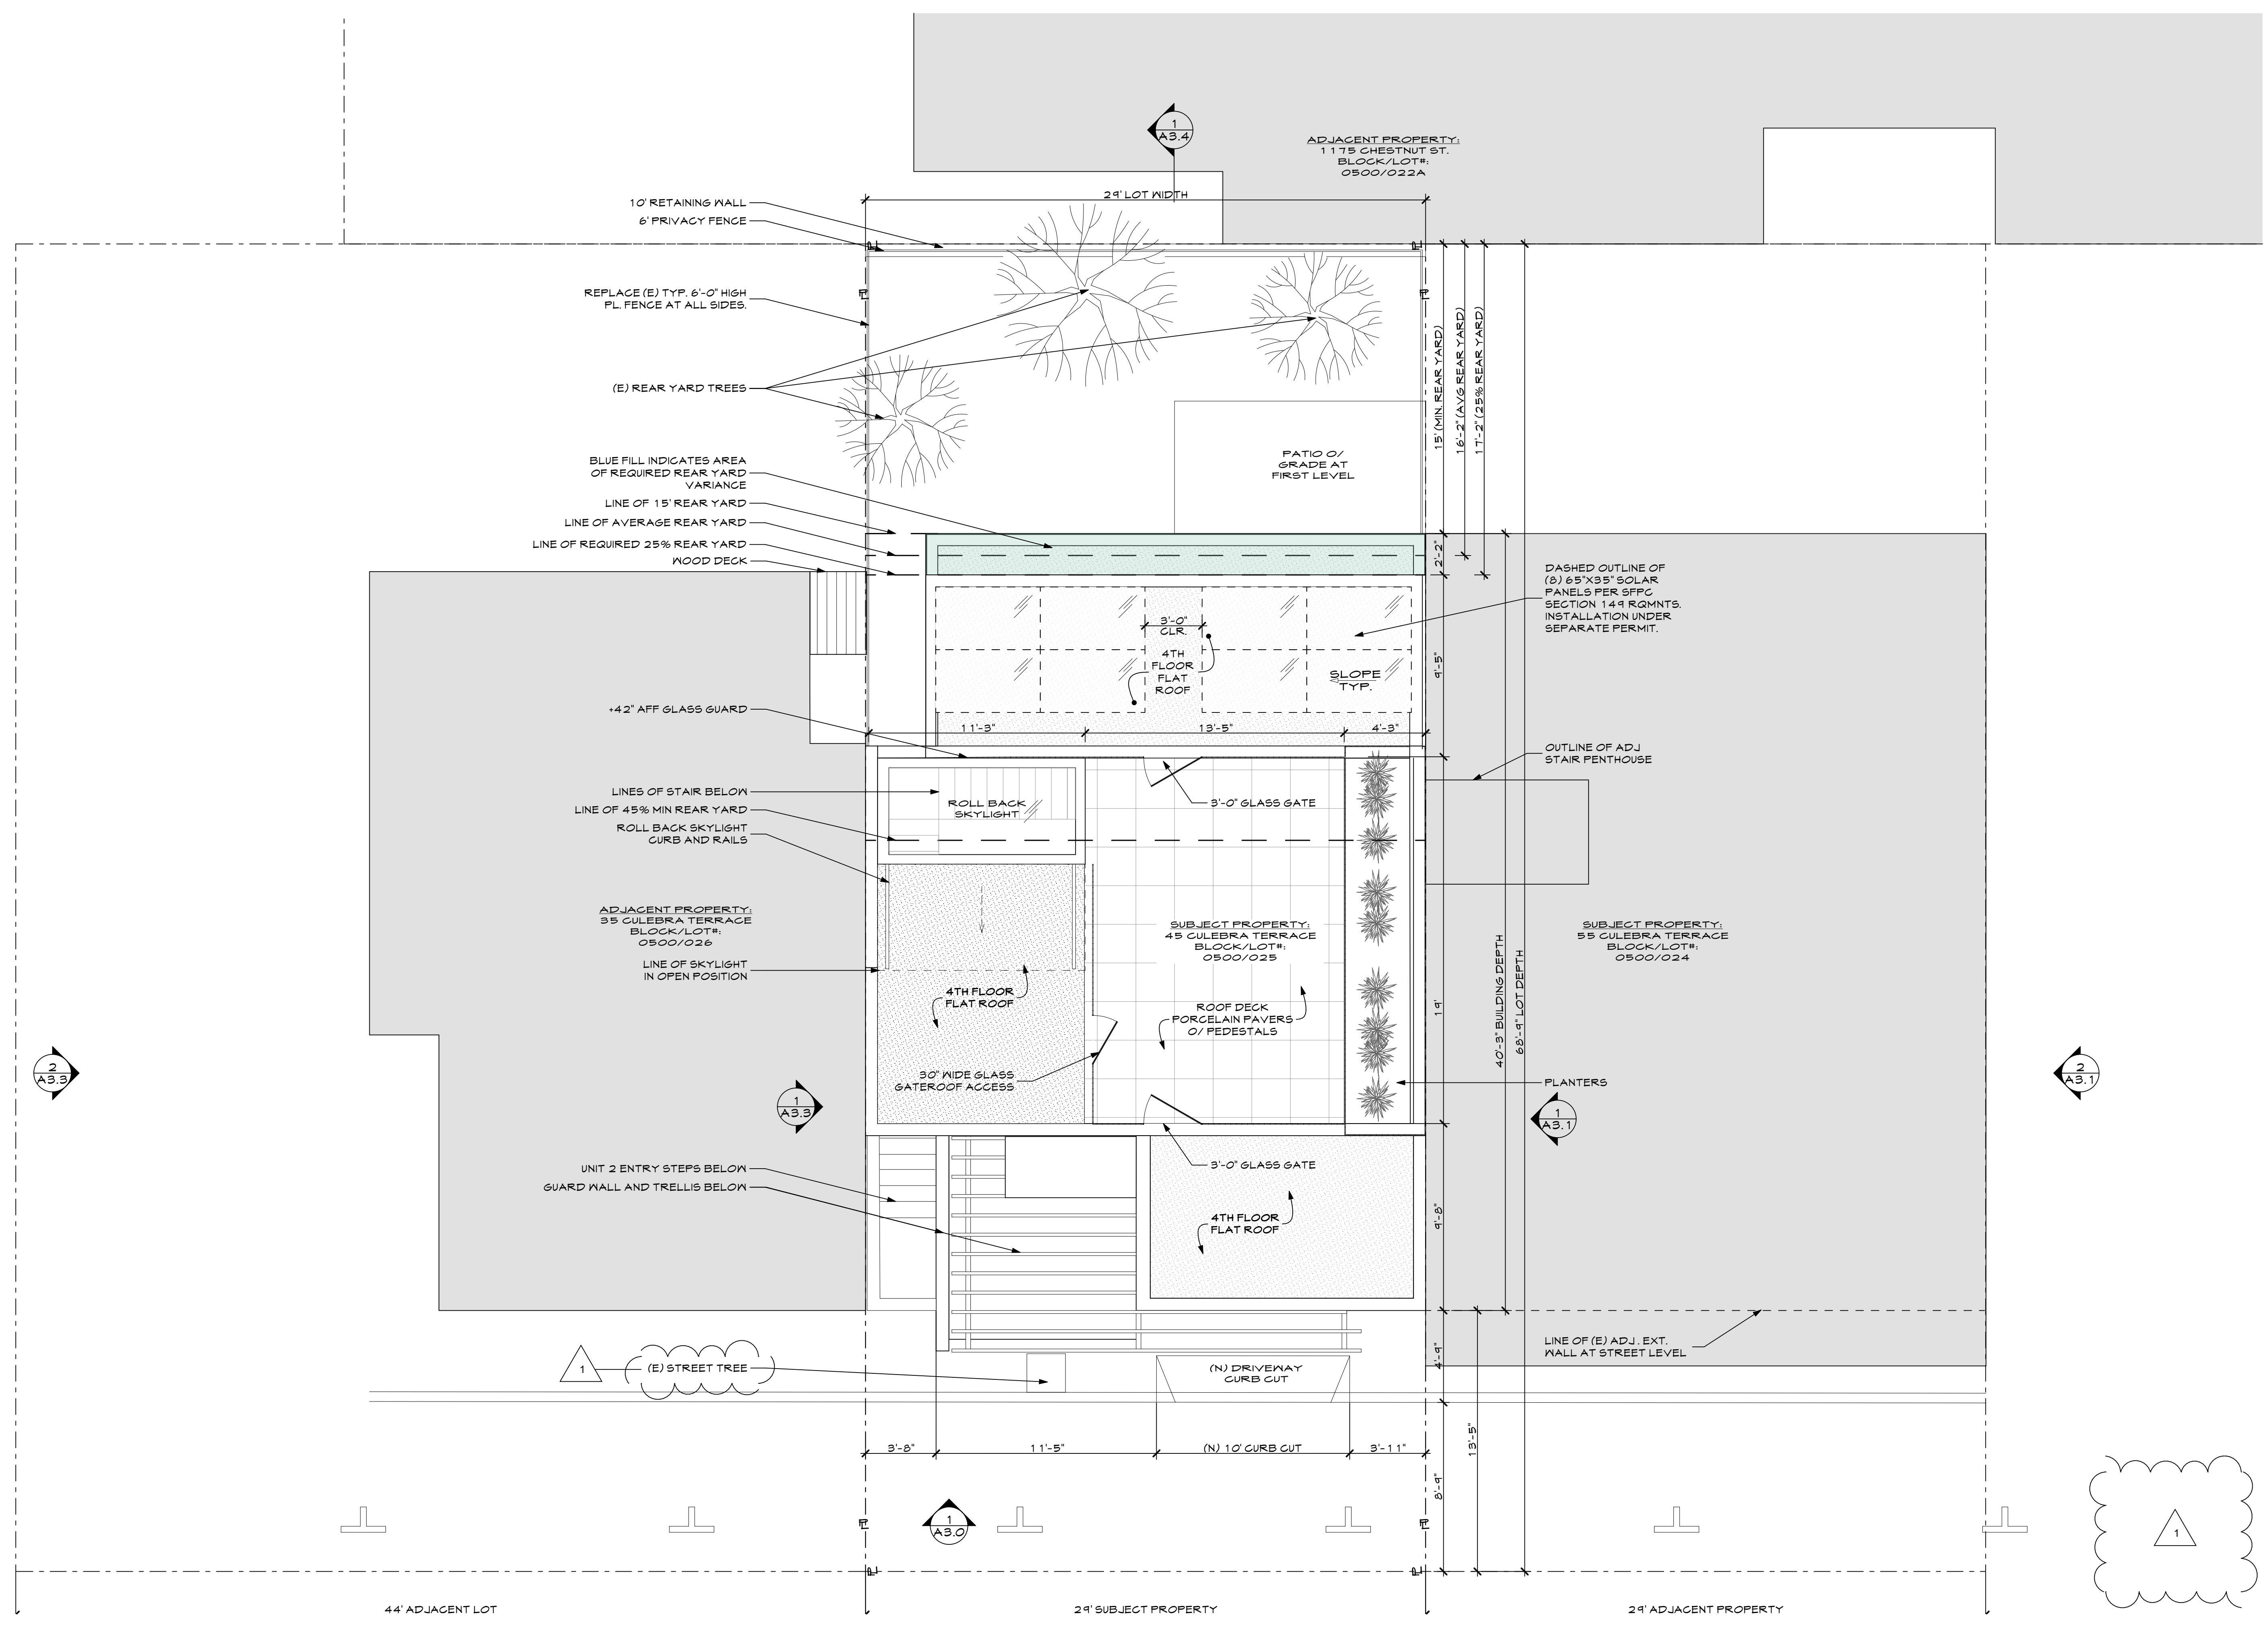 1
A3.4
ADJACENT PROPERTY:
1175 CHESTNUT ST.
BLOCK/LOT#:
0500/022A
29' LOT WIDTH
10' RETAINING WALL
6' PRIVACY FENCE
REPLACE (E) TYP. 6'-0" HIGH
PL. FENCE AT ALL SIDES.
(E) REAR YARD TREES
15' (MIN. REAR YARD)
16'-2" (AVG REAR YARD)
17'-2" (25% REAR YARD)
PATIO O/
GRADE AT
FIRST LEVEL
BLUE FILL INDICATES AREA
OF REQUIRED REAR YARD
VARIANCE
LINE OF 15' REAR YARD
LINE OF AVERAGE REAR YARD
LINE OF REQUIRED 25% REAR YARD
WOOD DECK
2'-2"
DASHED OUTLINE OF
(8) 65"X35" SOLAR
PANELS PER SFPC
SECTION 149 RQMNTS.
INSTALLATION UNDER
SEPARATE PERMIT.
3'-0"
CLR.
4TH
FLOOR
FLAT
ROOF
SLOPE
TYP.
9'-5"
+42" AFF GLASS GUARD
11'-3"
13'-5"
4'-3"
OUTLINE OF ADJ
STAIR PENTHOUSE
LINES OF STAIR BELOW
LINE OF 45% MIN REAR YARD
ROLL BACK SKYLIGHT
CURB AND RAILS
ROLL BACK
SKYLIGHT
3'-0" GLASS GATE
ADJACENT PROPERTY:
35 CULEBRA TERRACE
BLOCK/LOT#:
0500/026
SUBJECT PROPERTY:
45 CULEBRA TERRACE
BLOCK/LOT#:
0500/025
SUBJECT PROPERTY:
55 CULEBRA TERRACE
BLOCK/LOT#:
0500/024
LINE OF SKYLIGHT
IN OPEN POSITION
4TH FLOOR
FLAT ROOF
ROOF DECK
PORCELAIN PAVERS
O/ PEDESTALS
19'
40'-3" BUILDING DEPTH
68'-9" LOT DEPTH
30" WIDE GLASS
GATEROOF ACCESS
PLANTERS
2
A3.3
1
A3.3
1
A3.1
2
A3.1
UNIT 2 ENTRY STEPS BELOW
GUARD WALL AND TRELLIS BELOW
3'-0" GLASS GATE
4TH FLOOR
FLAT ROOF
9'-8"
LINE OF (E) ADJ. EXT.
WALL AT STREET LEVEL
1
(E) STREET TREE
(N) DRIVEWAY
CURB CUT
4'-9"
3'-8"
11'-5"
(N) 10' CURB CUT
3'-11"
13'-5"
8'-9"
1
A3.0
1
PL
PL
PL
PL
PL
PL
PL
PL
44' ADJACENT LOT
29' SUBJECT PROPERTY
29' ADJACENT PROPERTY